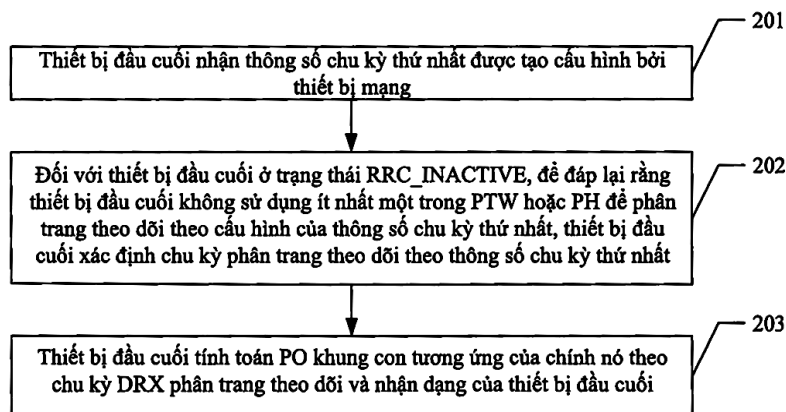 201
Thiết bị đầu cuối nhận thông số chu kỳ thứ nhất được tạo cấu hình bởi
thiết bị mạng
202
Đối với thiết bị đầu cuối ở trạng thái RRC_INACTIVE, để đáp lại rằng
thiết bị đầu cuối không sử dụng ít nhất một trong PTW hoặc PH để phân
trang theo dõi theo cấu hình của thông số chu kỳ thứ nhất, thiết bị đầu
cuối xác định chu kỳ phân trang theo dõi theo thông số chu kỳ thứ nhất
203
Thiết bị đầu cuối tính toán PO khung con tương ứng của chính nó theo
chu kỳ DRX phân trang theo dõi và nhận dạng của thiết bị đầu cuối